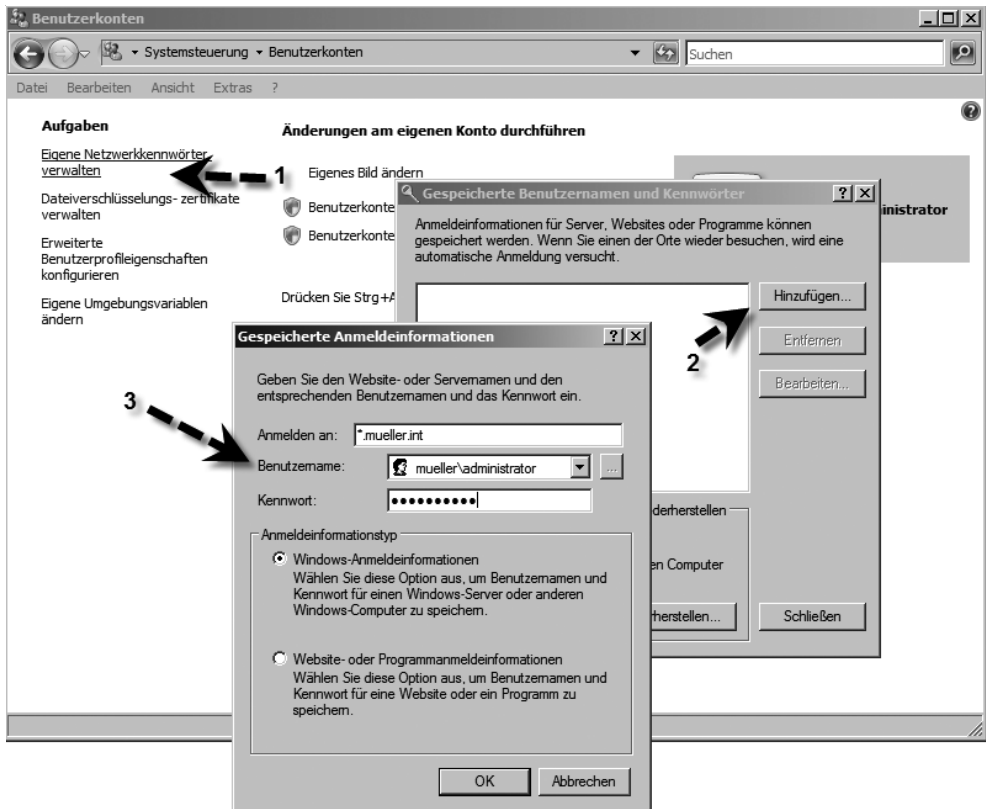 Benutzerkonten
Systemsteuerung
Benutzerkonten
Suchen
Datei Bearbeiten Ansicht Extras ?
Aufgaben
Eigene Netzwerkkennwörter
verwalten
Dateiverschlüsselungs- zertifikate
verwalten
Erweiterte
Benutzerprofileigenschaften
konfigurieren
Eigene Umgebungsvariablen
ändern
1
Änderungen am eigenen Konto durchführen
Eigenes Bild ändern
Benutzerkonte
Benutzerkonte
Drücken Sie Strg+A
inistrator
Gespeicherte Benutzernamen und Kennwörter
Anmeldeinformationen für Server, Websites oder Programme können
gespeichert werden. Wenn Sie einen der Orte wieder besuchen, wird eine
automatische Anmeldung versucht.
Hinzufügen...
2
Entfernen
Bearbeiten...
derherstellen
en Computer
herstellen...
Schließen
Gespeicherte Anmeldeinformationen
Geben Sie den Website- oder Servernamen und den
entsprechenden Benutzernamen und das Kennwort ein.
3
Anmelden an: *.mueller.int
Benutzername: mueller\administrator
...
Kennwort: ●●●●●●●●●●
Anmeldeinformationstyp
Windows-Anmeldeinformationen
Wählen Sie diese Option aus, um Benutzernamen und
Kennwort für einen Windows-Server oder anderen
Windows-Computer zu speichern.
Website- oder Programmanmeldeinformationen
Wählen Sie diese Option aus, um Benutzernamen und
Kennwort für eine Website oder ein Programm zu
speichern.
OK
Abbrechen